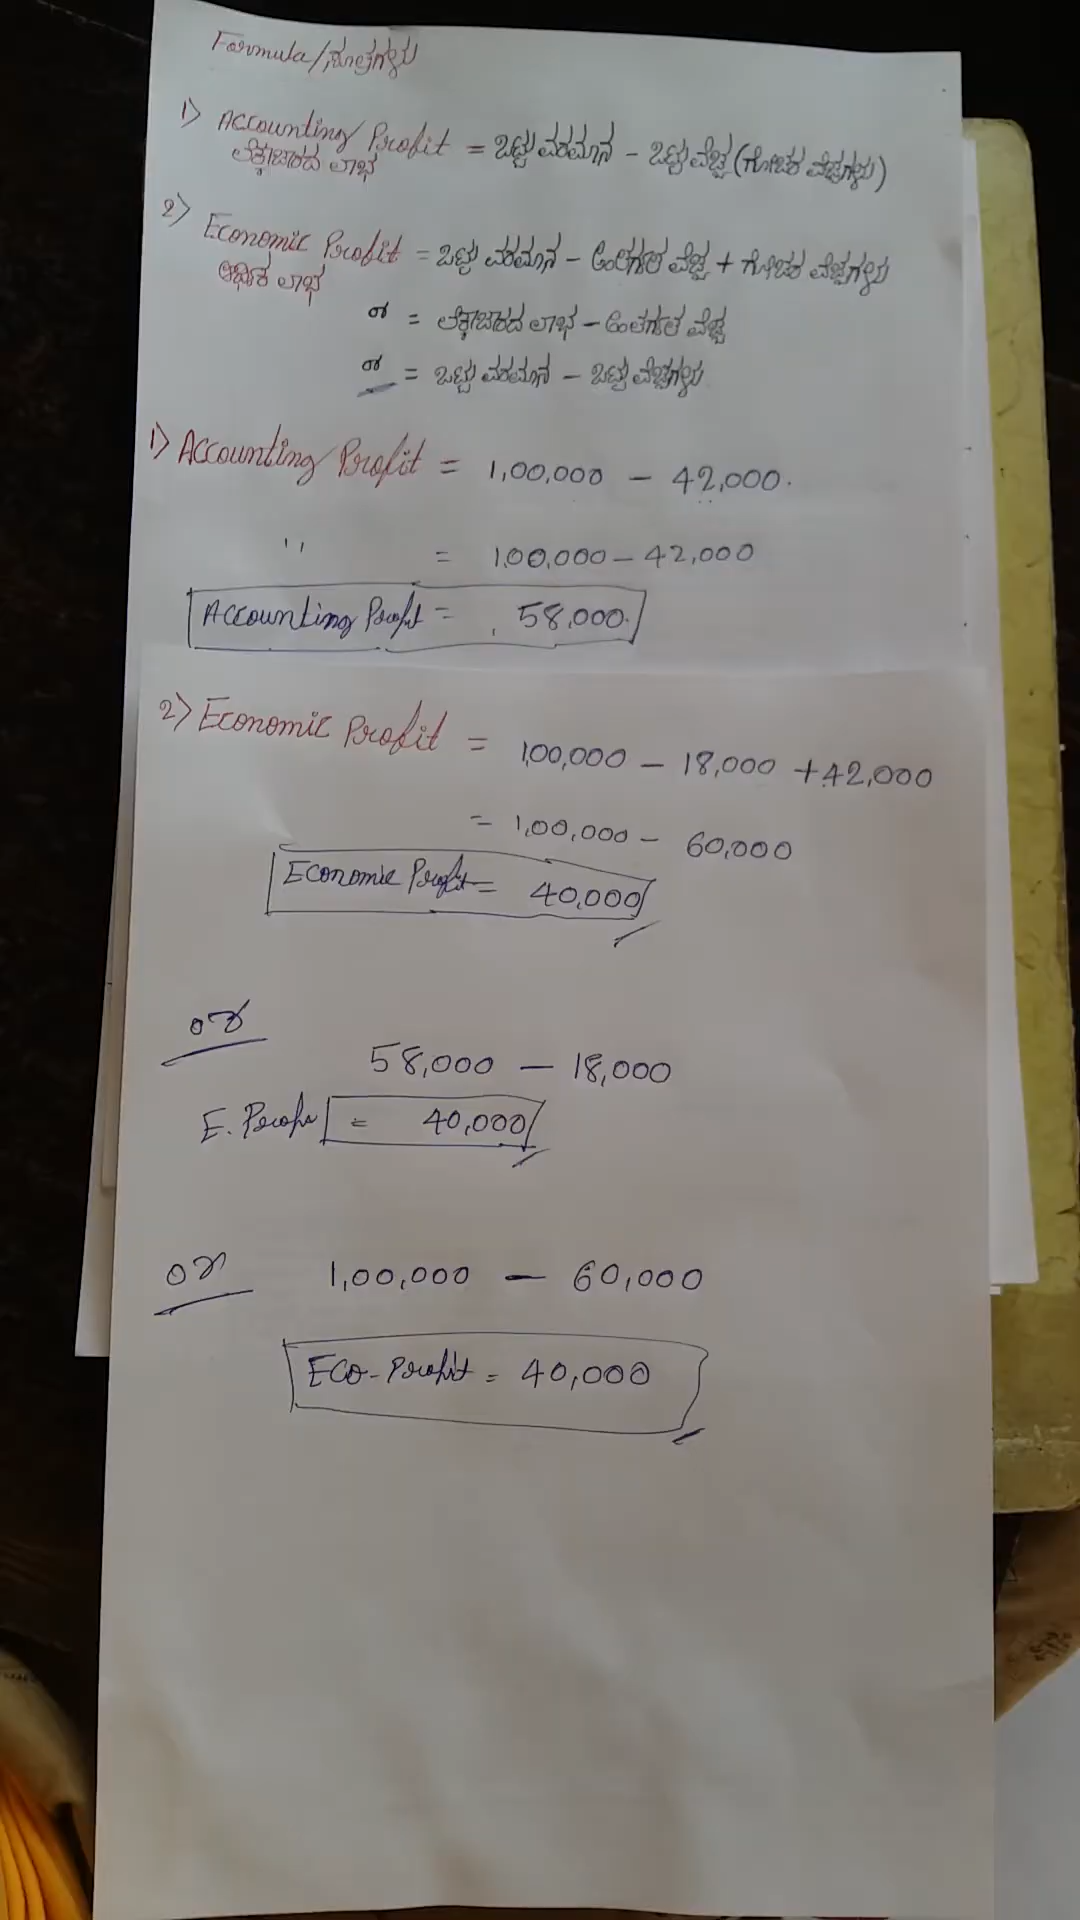 Formula/ಸೂತ್ರಗಳು
1) Accounting Profit = ಒಟ್ಟು ವರಮಾನ - ಒಟ್ಟು ವೆಚ್ಚ (ಗೋಚರ ವೆಚ್ಚಗಳು)
ಲೆಕ್ಕಾಚಾರದ ಲಾಭ
2) Economic Profit = ಒಟ್ಟು ವರಮಾನ - ಅಂತರ್ಗತ ವೆಚ್ಚ + ಗೋಚರ ವೆಚ್ಚಗಳು
ಆರ್ಥಿಕ ಲಾಭ
or = ಲೆಕ್ಕಾಚಾರದ ಲಾಭ - ಅಂತರ್ಗತ ವೆಚ್ಚ
or = ಒಟ್ಟು ವರಮಾನ - ಒಟ್ಟು ವೆಚ್ಚಗಳು
1) Accounting Profit = 1,00,000 - 42,000.
" = 1,00,000 - 42,000
Accounting Profit = 58,000
2) Economic Profit = 1,00,000 - 18,000 + 42,000
= 1,00,000 - 60,000
Economic Profit = 40,000/
or
58,000 - 18,000
E. Profit = 40,000/
or 1,00,000 - 60,000
Eco-Profit = 40,000